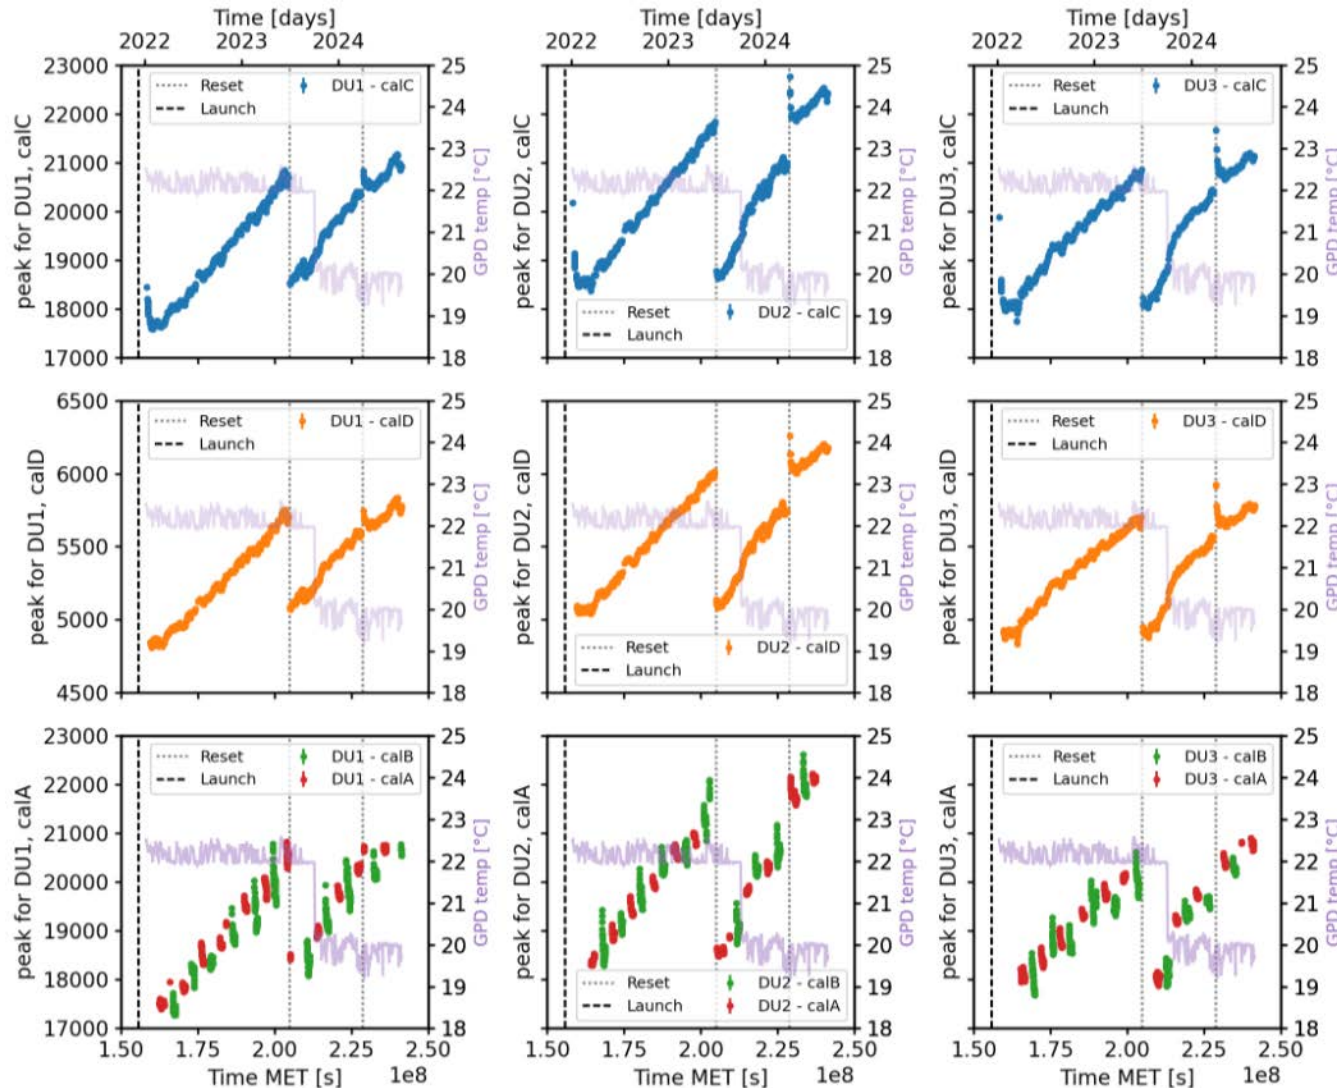 Time [days]
2022 2023 2024
Time [days]
2022 2023 2024
Time [days]
2022 2023 2024
peak for DU1, calC
23000
22000
21000
20000
19000
18000
17000
Reset DU1 - calC
Launch
25
24
23
22
21
20
19
18
GPD temp [°C]
peak for DU2, calC
Reset DU2 - calC
Launch
25
24
23
22
21
20
19
18
GPD temp [°C]
peak for DU3, calC
Reset DU3 - calC
Launch
25
24
23
22
21
20
19
18
GPD temp [°C]
peak for DU1, calD
6500
6000
5500
5000
4500
Reset DU1 - calD
Launch
25
24
23
22
21
20
19
18
GPD temp [°C]
peak for DU2, calD
Reset DU2 - calD
Launch
25
24
23
22
21
20
19
18
GPD temp [°C]
peak for DU3, calD
Reset DU3 - calD
Launch
25
24
23
22
21
20
19
18
GPD temp [°C]
peak for DU1, calA
23000
22000
21000
20000
19000
18000
17000
Reset DU1 - calB
Launch DU1 - calA
25
24
23
22
21
20
19
18
GPD temp [°C]
1.50 1.75 2.00 2.25 2.50
Time MET [s] 1e8
peak for DU2, calA
Reset DU2 - calB
Launch DU2 - calA
25
24
23
22
21
20
19
18
GPD temp [°C]
1.50 1.75 2.00 2.25 2.50
Time MET [s] 1e8
peak for DU3, calA
Reset DU3 - calB
Launch DU3 - calA
25
24
23
22
21
20
19
18
GPD temp [°C]
1.50 1.75 2.00 2.25 2.50
Time MET [s] 1e8